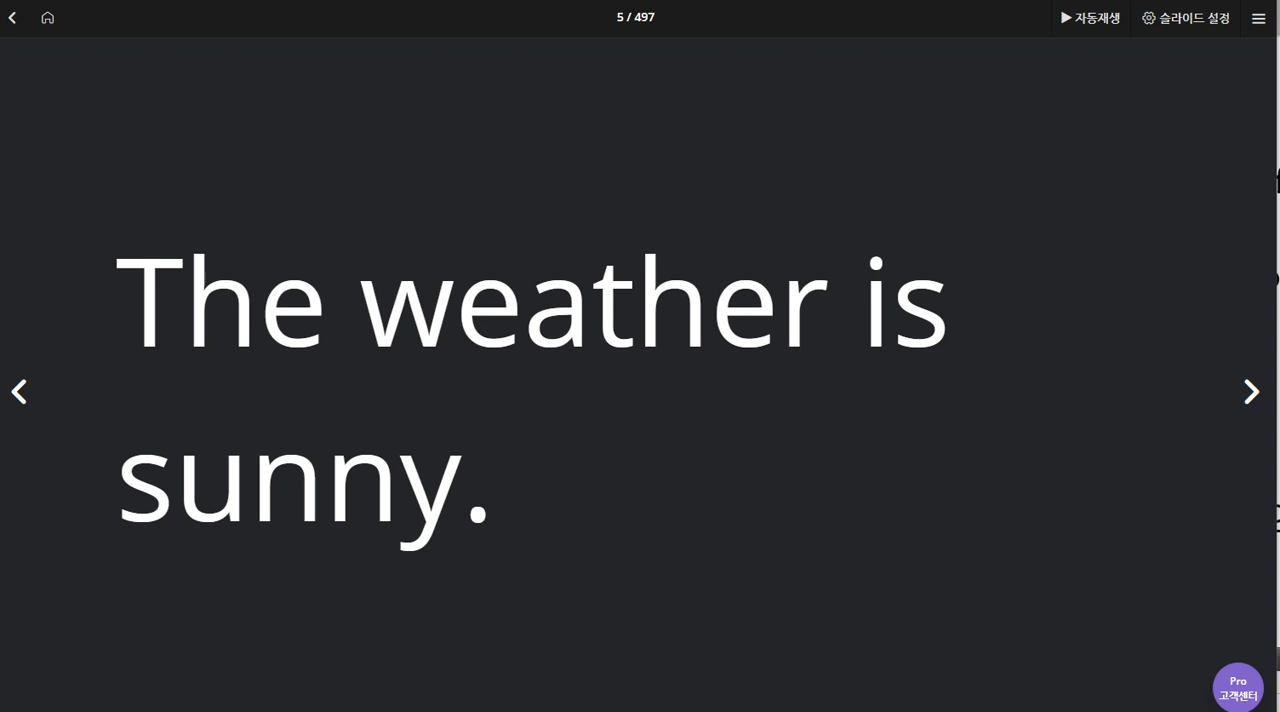 5 / 497
▶ 자동재생
슬라이드 설정
The weather is
sunny.
Pro
고객센터